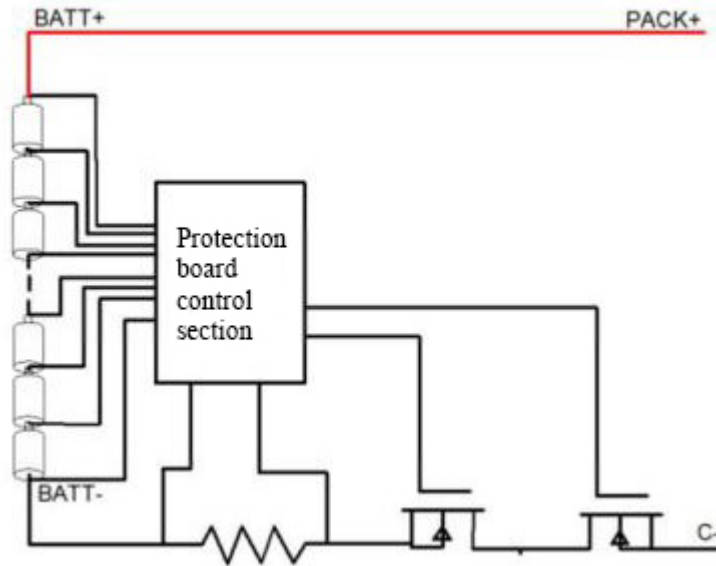 BATT+
PACK+
Protection
board
control
section
BATT-
C-